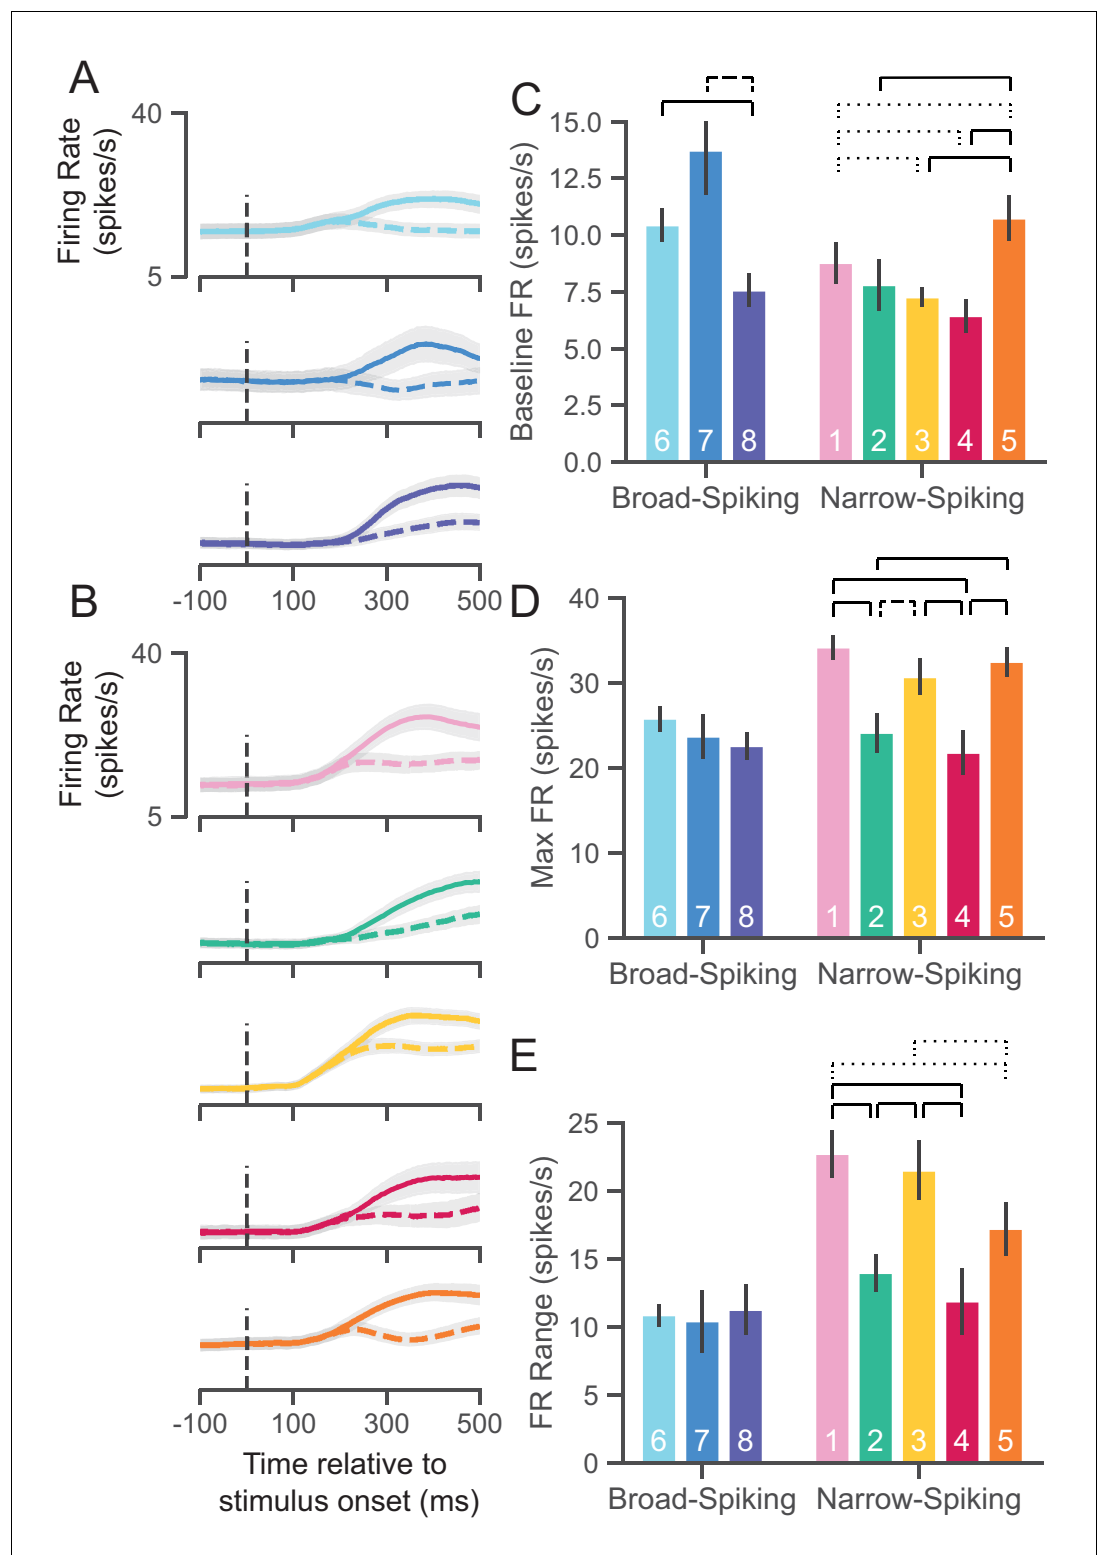 A
Firing Rate
(spikes/s)
40
5
-100 100 300 500
B
Firing Rate
(spikes/s)
40
5
-100 100 300 500
Time relative to
stimulus onset (ms)
C
Baseline FR (spikes/s)
15.0
12.5
10.0
7.5
5.0
2.5
0.0
6 7 8 1 2 3 4 5
Broad-Spiking Narrow-Spiking
D
Max FR (spikes/s)
40
30
20
10
0
6 7 8 1 2 3 4 5
Broad-Spiking Narrow-Spiking
E
FR Range (spikes/s)
25
20
15
10
5
0
6 7 8 1 2 3 4 5
Broad-Spiking Narrow-Spiking